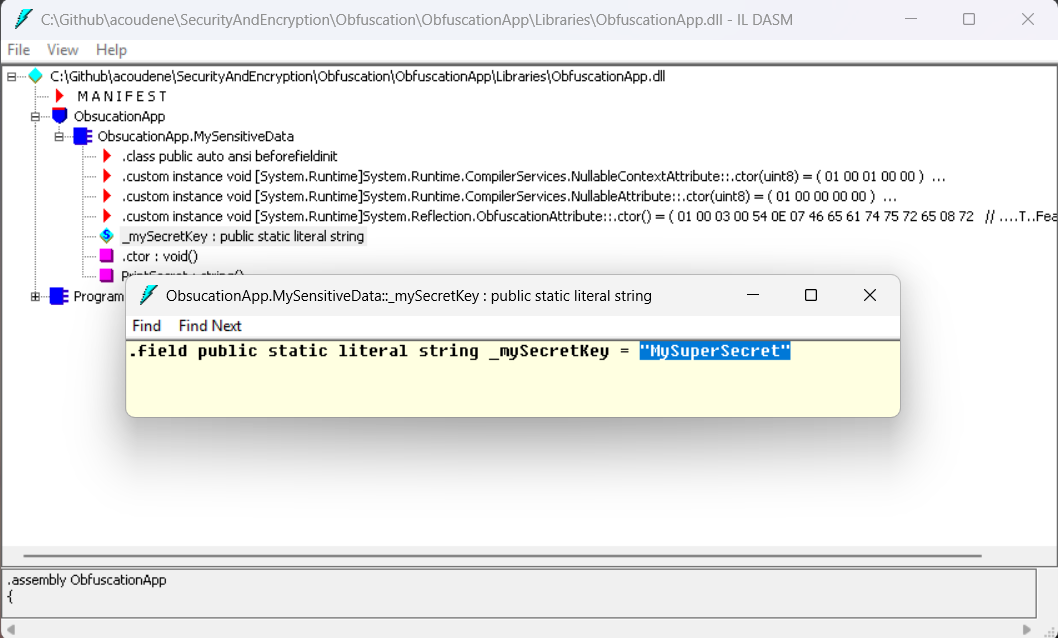 C:\Github\acoudene\SecurityAndEncryption\Obfuscation\ObfuscationApp\Libraries\ObfuscationApp.dll - IL DASM
File View Help
C:\Github\acoudene\SecurityAndEncryption\Obfuscation\ObfuscationApp\Libraries\ObfuscationApp.dll
M A N I F E S T
ObsucationApp
ObsucationApp.MySensitiveData
.class public auto ansi beforefieldinit
.custom instance void [System.Runtime]System.Runtime.CompilerServices.NullableContextAttribute::.ctor(uint8) = ( 01 00 01 00 00 ) ...
.custom instance void [System.Runtime]System.Runtime.CompilerServices.NullableAttribute::.ctor(uint8) = ( 01 00 00 00 00 ) ...
.custom instance void [System.Runtime]System.Reflection.ObfuscationAttribute::.ctor() = ( 01 00 03 00 54 0E 07 46 65 61 74 75 72 65 08 72 // ....T..Fea
_mySecretKey : public static literal string
.ctor : void()
PrintSecret : string()
Program
ObsucationApp.MySensitiveData::_mySecretKey : public static literal string
Find Find Next
.field public static literal string _mySecretKey = "MySuperSecret"
.assembly ObfuscationApp
{